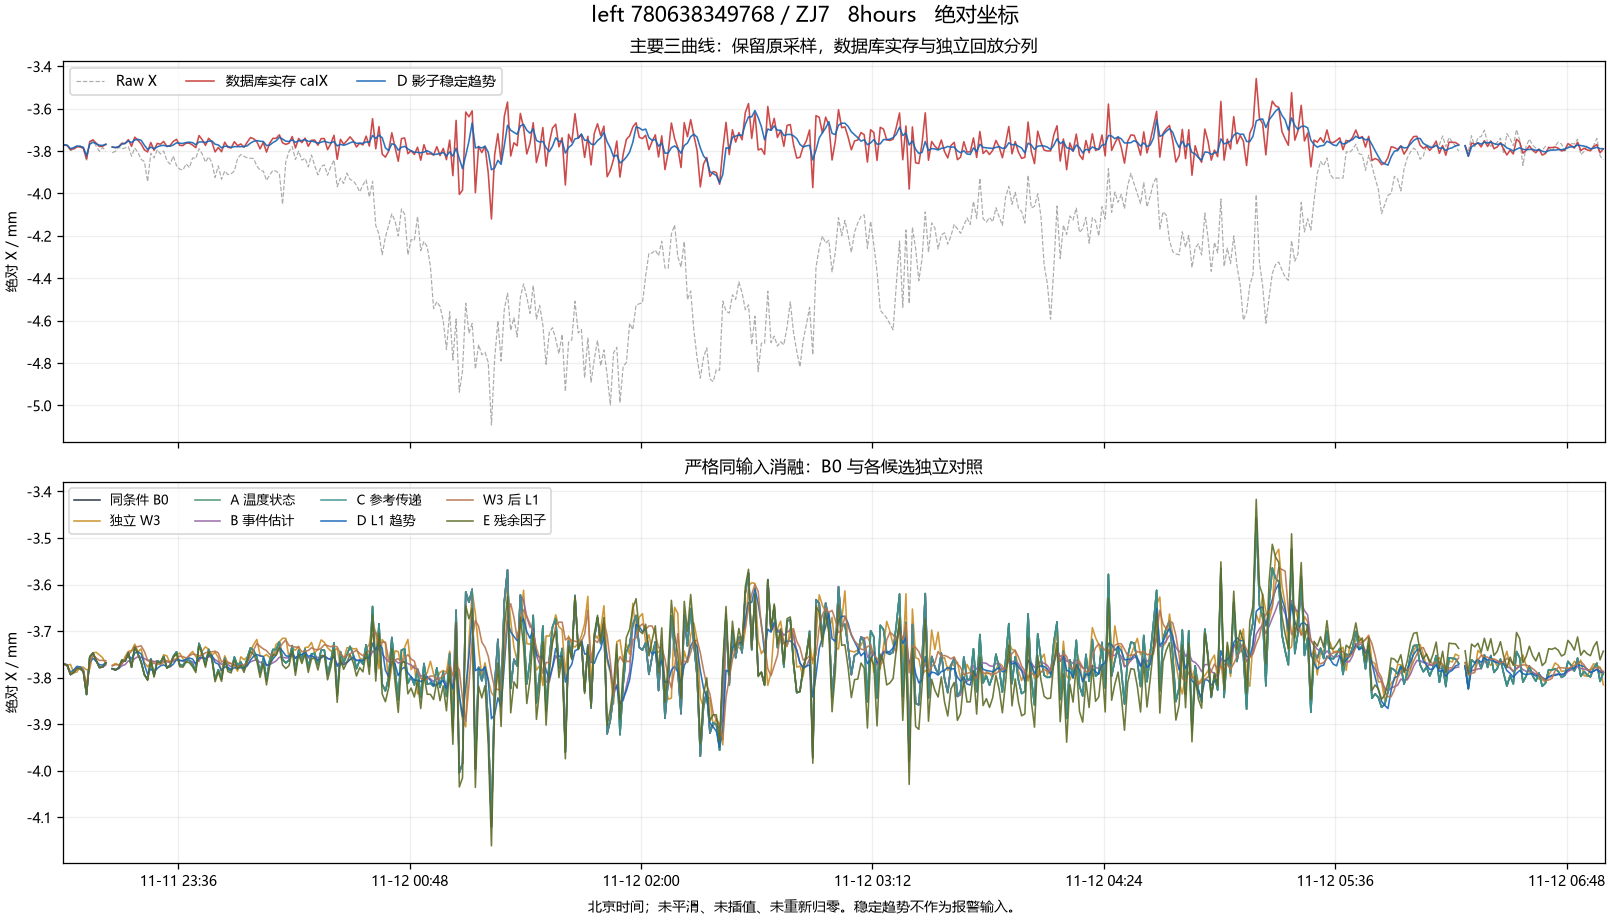 left 780638349768 / ZJ7   8hours   绝对坐标
主要三曲线：保留原采样，数据库实存与独立回放分列
Raw X   数据库实存 calX   D 影子稳定趋势
绝对 X / mm
-3.4
-3.6
-3.8
-4.0
-4.2
-4.4
-4.6
-4.8
-5.0
严格同输入消融：B0 与各候选独立对照
同条件 B0   A 温度状态   C 参考传递   W3 后 L1
独立 W3   B 事件估计   D L1 趋势   E 残余因子
绝对 X / mm
-3.4
-3.5
-3.6
-3.7
-3.8
-3.9
-4.0
-4.1
11-11 23:36   11-12 00:48   11-12 02:00   11-12 03:12   11-12 04:24   11-12 05:36   11-12 06:48
北京时间；未平滑、未插值、未重新归零。稳定趋势不作为报警输入。